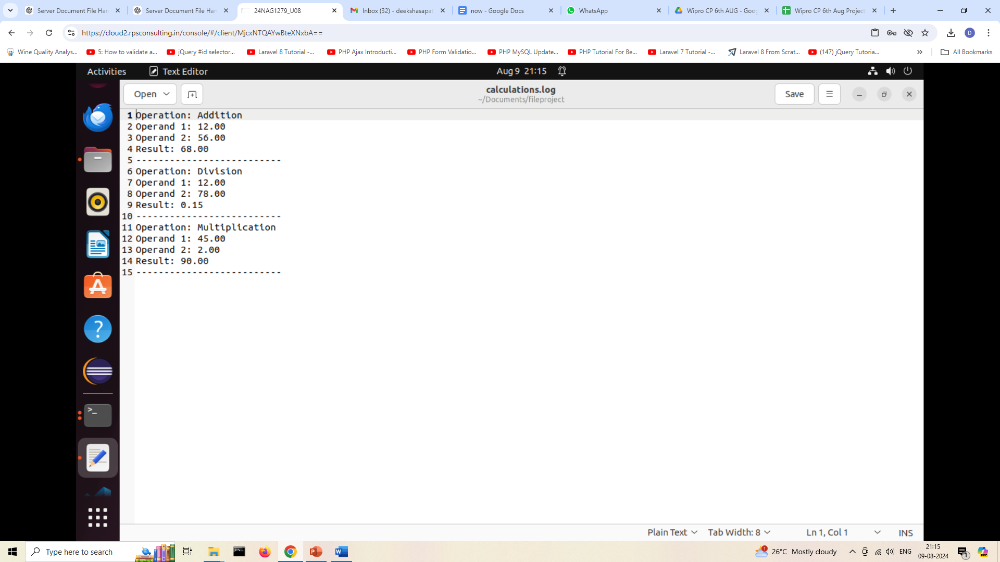 Server Document File Han
Server Document File Han
24NAG1279_U08
Inbox (32) - deekshasapat
now - Google Docs
WhatsApp
Wipro CP 6th AUG - Goog
Wipro CP 6th Aug Project
https://cloud2.rpsconsulting.in/console/#/client/MjcxNTQAYwBteXNxbA==
D
Wine Quality Analys...
5: How to validate a...
jQuery #id selector...
Laravel 8 Tutorial -...
PHP Ajax Introducti...
PHP Form Validatio...
PHP MySQL Update...
PHP Tutorial For Be...
Laravel 7 Tutorial -...
Laravel 8 From Scrat...
(147) jQuery Tutoria...
All Bookmarks
Activities
Text Editor
Aug 9 21:15
Open
calculations.log
~/Documents/fileproject
Save
1 Operation: Addition
2 Operand 1: 12.00
3 Operand 2: 56.00
4 Result: 68.00
5 --------------------------
6 Operation: Division
7 Operand 1: 12.00
8 Operand 2: 78.00
9 Result: 0.15
10 --------------------------
11 Operation: Multiplication
12 Operand 1: 45.00
13 Operand 2: 2.00
14 Result: 90.00
15 --------------------------
Plain Text
Tab Width: 8
Ln 1, Col 1
INS
Type here to search
1
26°C Mostly cloudy
ENG
21:15
09-08-2024
1
PRE